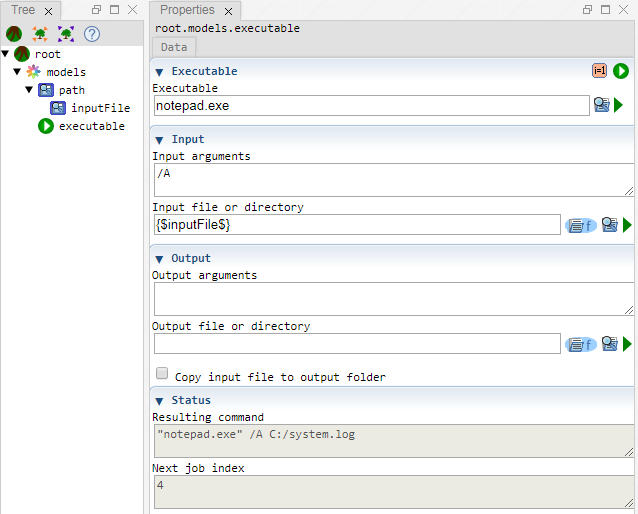 Tree
root
models
path
inputFile
executable
Properties
root.models.executable
Data
Executable
i=1
Executable
notepad.exe
Input
Input arguments
/A
Input file or directory
{$inputFile$}
f
Output
Output arguments
Output file or directory
f
Copy input file to output folder
Status
Resulting command
"notepad.exe" /A C:/system.log
Next job index
4